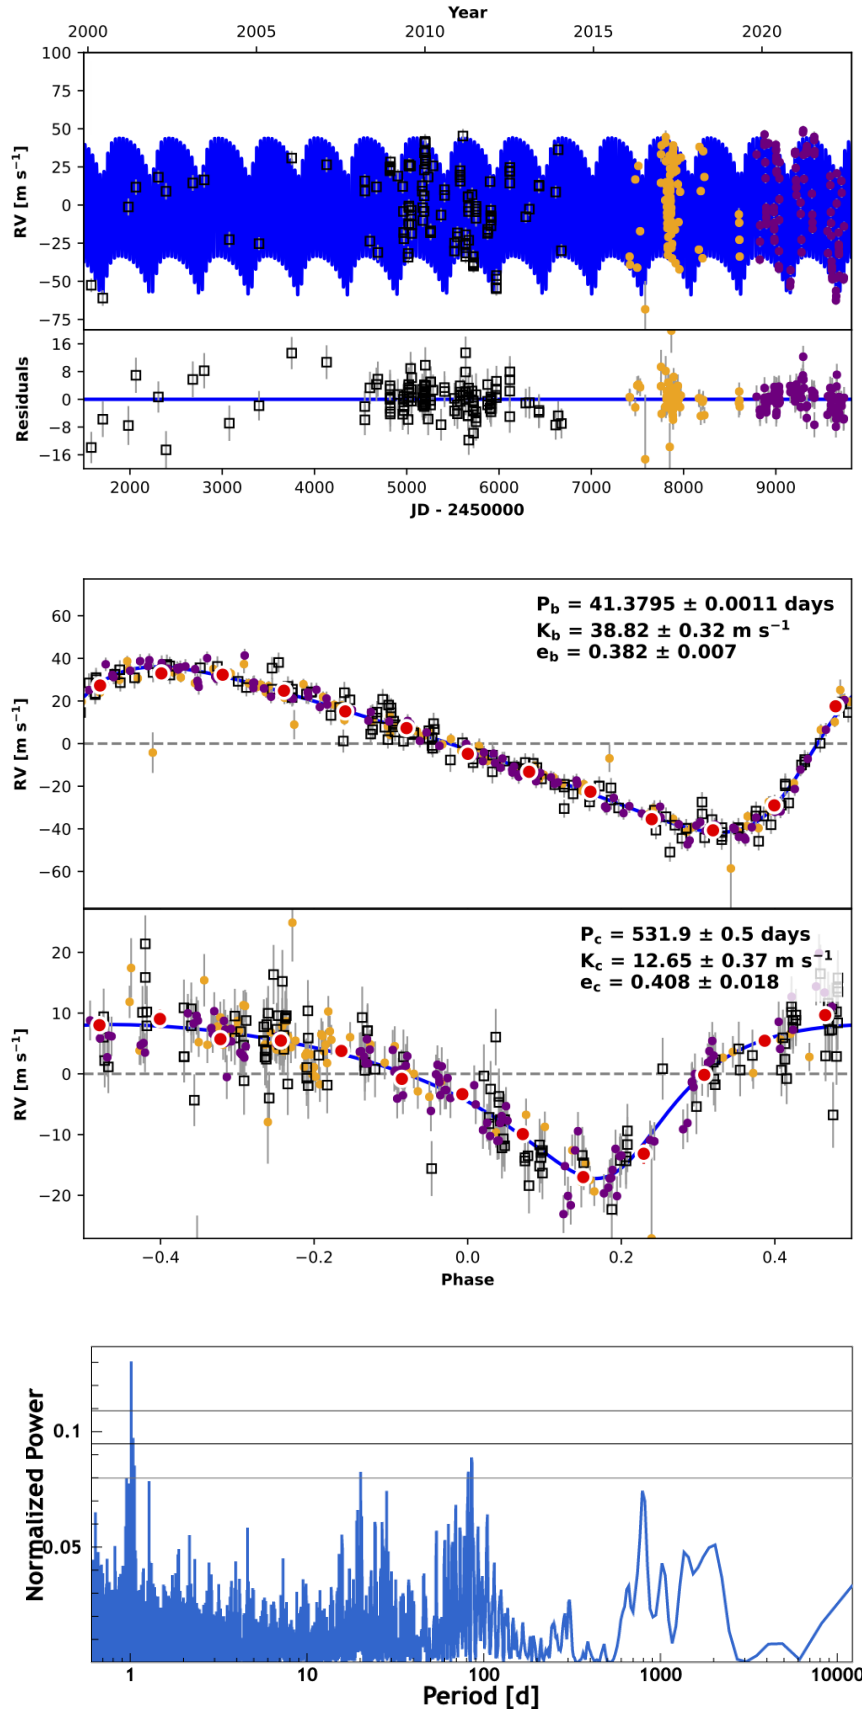 Year
2000 2005 2010 2015 2020
100
75
50
25
0
−25
−50
−75
RV [m s⁻¹]
16
8
0
−8
−16
Residuals
2000 3000 4000 5000 6000 7000 8000 9000
JD - 2450000
60
40
20
0
−20
−40
−60
RV [m s⁻¹]
P_b = 41.3795 ± 0.0011 days
K_b = 38.82 ± 0.32 m s⁻¹
e_b = 0.382 ± 0.007
20
10
0
−10
−20
RV [m s⁻¹]
P_c = 531.9 ± 0.5 days
K_c = 12.65 ± 0.37 m s⁻¹
e_c = 0.408 ± 0.018
−0.4 −0.2 0.0 0.2 0.4
Phase
0.1
0.05
Normalized Power
1 10 100 1000 10000
Period [d]